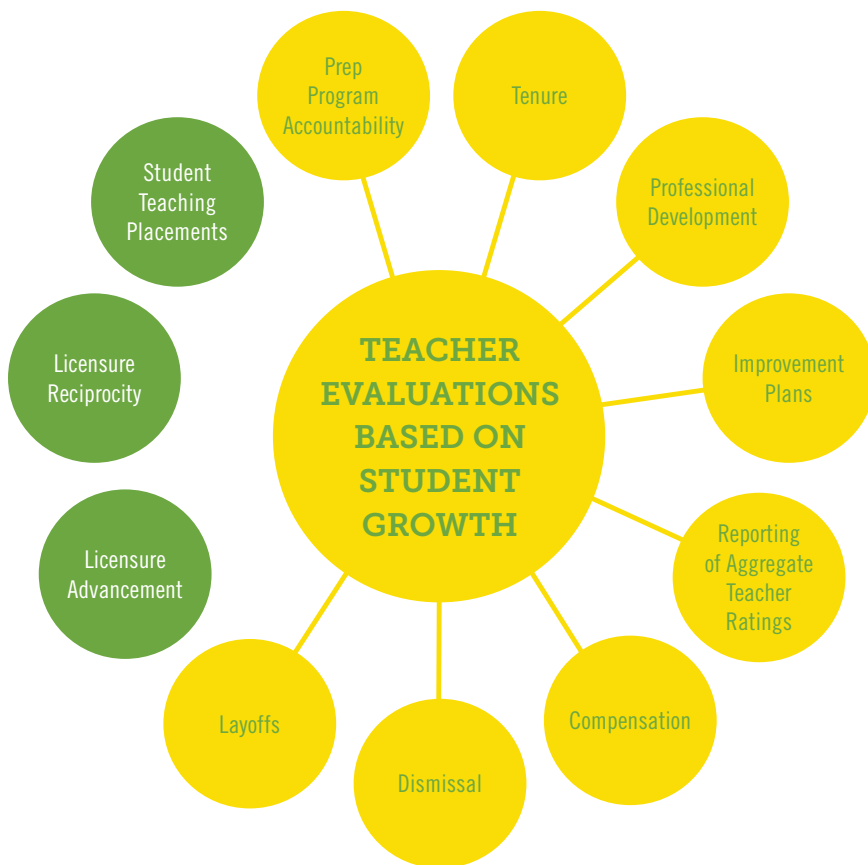 Prep
Program
Accountability
Tenure
Professional
Development
Improvement
Plans
Reporting
of Aggregate
Teacher
Ratings
Compensation
Dismissal
Layoffs
Licensure
Advancement
Licensure
Reciprocity
Student
Teaching
Placements
TEACHER
EVALUATIONS
BASED ON
STUDENT
GROWTH